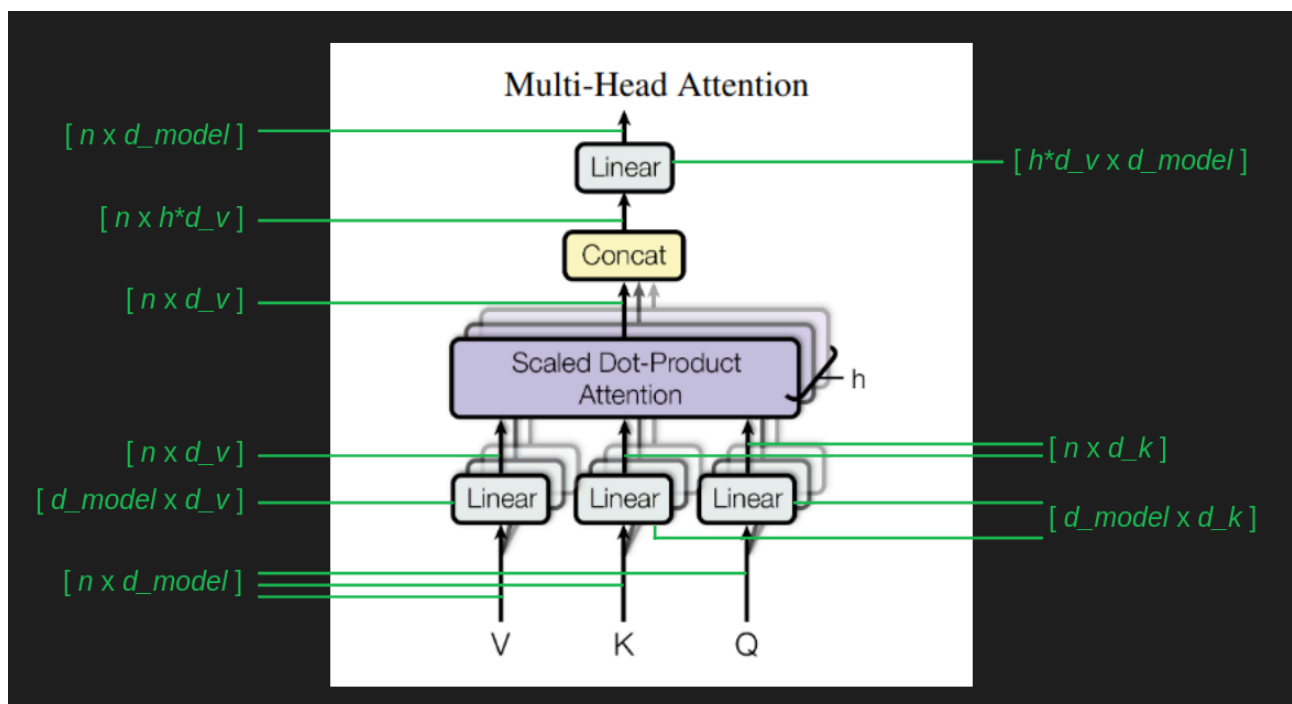 Multi-Head Attention
[ n x d_model ]
Linear
[ h*d_v x d_model ]
[ n x h*d_v ]
Concat
[ n x d_v ]
Scaled Dot-Product
Attention
h
[ n x d_v ]
[ n x d_k ]
[ d_model x d_v ]
Linear
Linear
Linear
[ d_model x d_k ]
[ n x d_model ]
V
K
Q